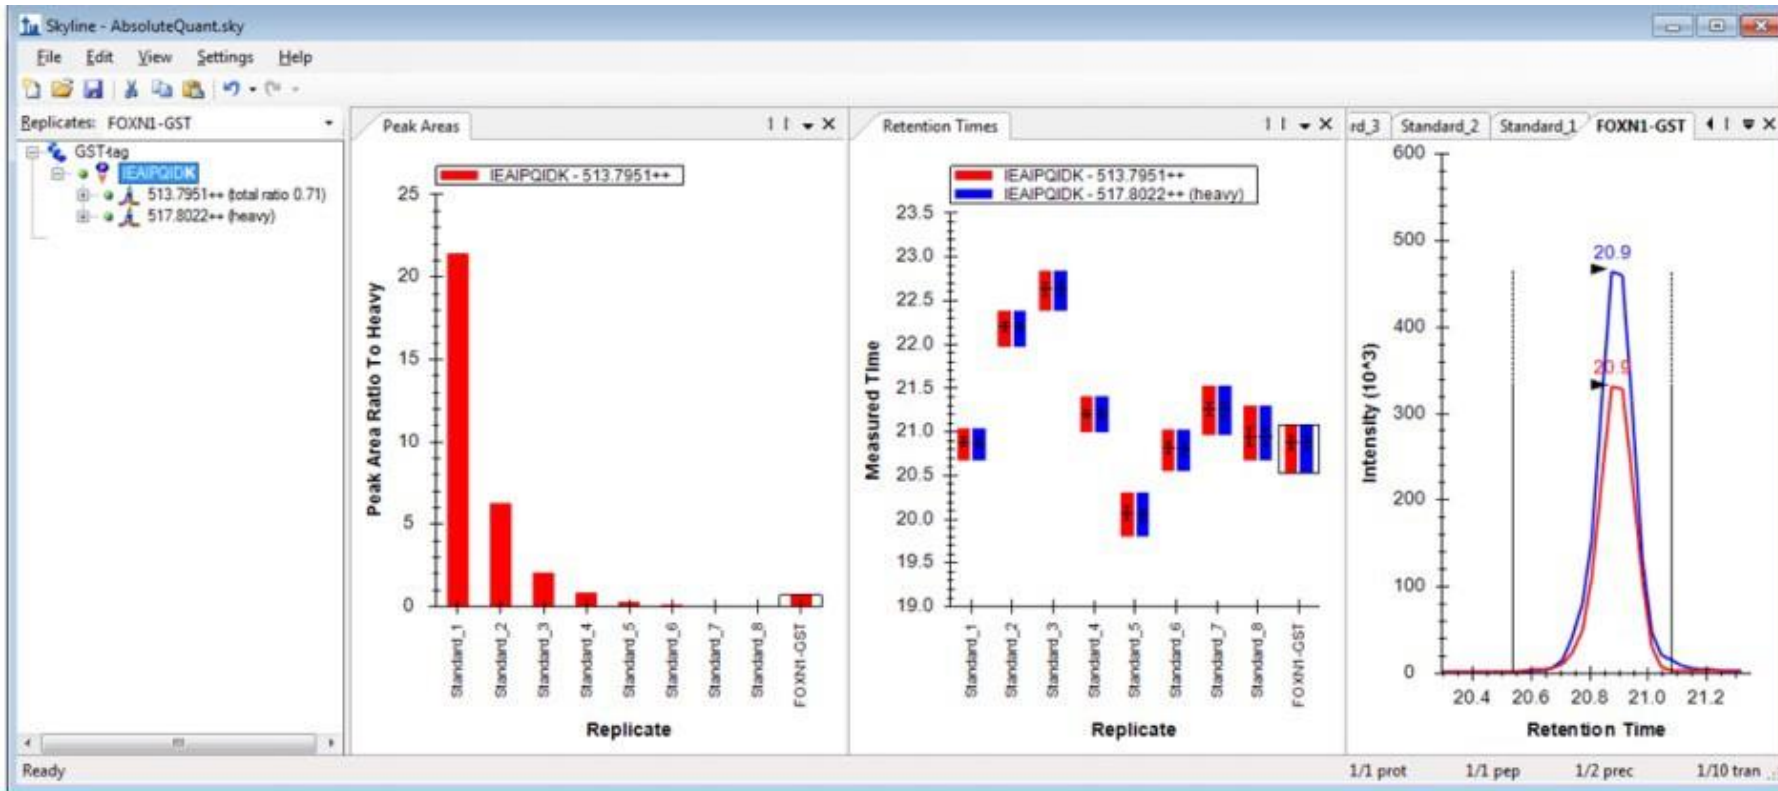 Skyline - AbsoluteQuant.sky
File Edit View Settings Help
Replicates: FOXN1-GST
GST-tag
IEAIPQIDK
513.7951++ (total ratio 0.71)
517.8022++ (heavy)
Peak Areas
IEAIPQIDK - 513.7951++
25
20
15
10
5
0
Peak Area Ratio To Heavy
Standard_1
Standard_2
Standard_3
Standard_4
Standard_5
Standard_6
Standard_7
Standard_8
FOXN1-GST
Replicate
Retention Times
IEAIPQIDK - 513.7951++
IEAIPQIDK - 517.8022++ (heavy)
23.5
23.0
22.5
22.0
21.5
21.0
20.5
20.0
19.5
19.0
Measured Time
Standard_1
Standard_2
Standard_3
Standard_4
Standard_5
Standard_6
Standard_7
Standard_8
FOXN1-GST
Replicate
rd_3 Standard_2 Standard_1 FOXN1-GST
600
500
400
300
200
100
0
Intensity (10^3)
20.9
20.9
20.4 20.6 20.8 21.0 21.2
Retention Time
Ready
1/1 prot 1/1 pep 1/2 prec 1/10 tran